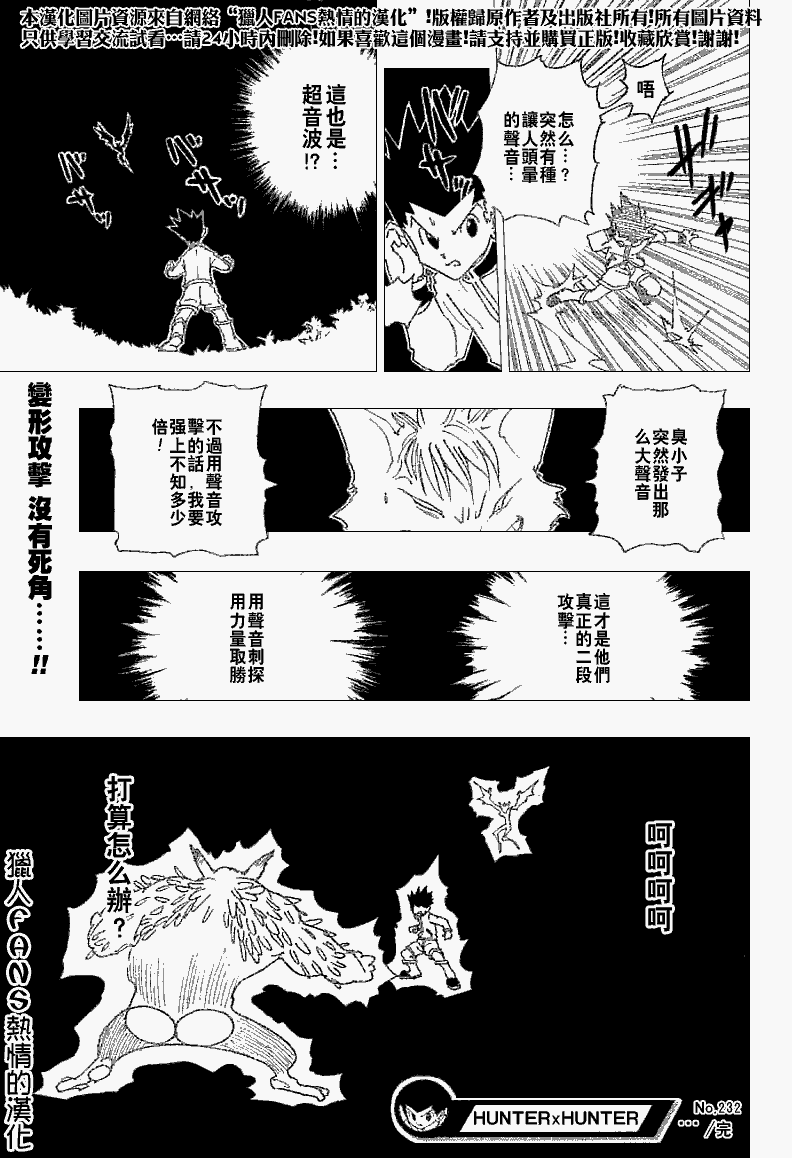 本漢化圖片資源來自網絡“獵人FANS熱情的漢化”!版權歸原作者及出版社所有!所有圖片資料
只供學習交流試看…請24小時內刪除!如果喜歡這個漫畫!請支持並購買正版!收藏欣賞!謝謝!
唔
怎么…?
突然有種
讓人頭暈
的聲音…
這也是…
超音波!?
臭小子
突然發出那
么大聲音
不過用聲音攻
擊的話,我要
强上不知多少
倍!
變形攻擊 沒有死角……!!
這才是他們
真正的二段
攻擊…
用聲音刺探
用力量取勝
呵呵呵呵
打算怎么辦?
獵人FANS熱情的漢化
HUNTER×HUNTER
No,232
… /完